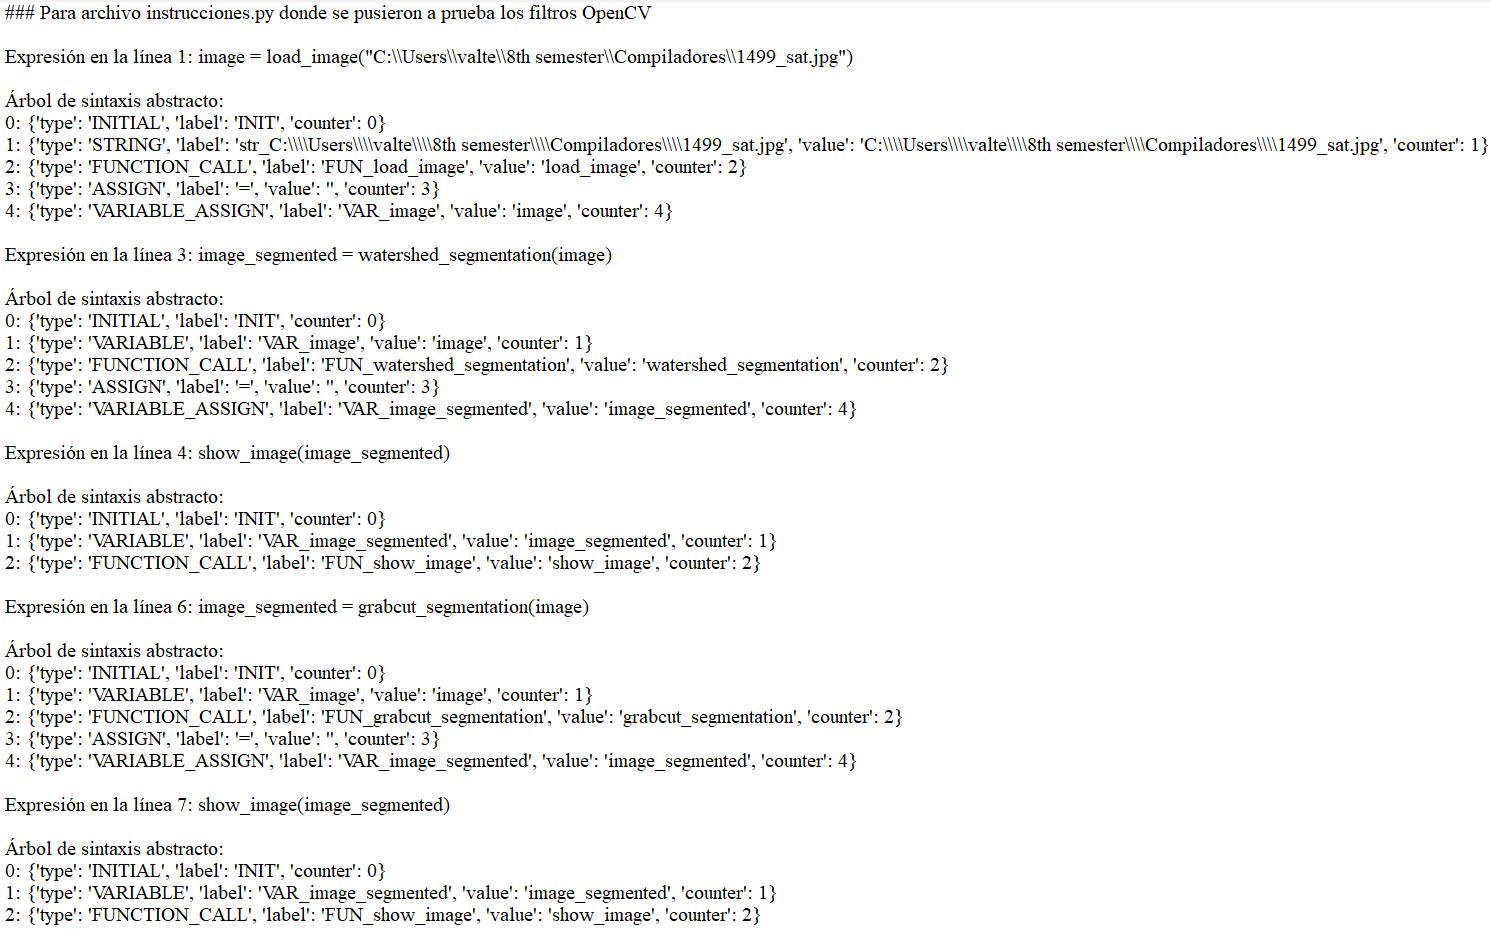 ### Para archivo instrucciones.py donde se pusieron a prueba los filtros OpenCV
Expresión en la línea 1: image = load_image("C:\\Users\\valte\\8th semester\\Compiladores\\1499_sat.jpg")
Árbol de sintaxis abstracto:
0: {'type': 'INITIAL', 'label': 'INIT', 'counter': 0}
1: {'type': 'STRING', 'label': 'str_C:\\\\Users\\\\valte\\\\8th semester\\\\Compiladores\\\\1499_sat.jpg', 'value': 'C:\\\\Users\\\\valte\\\\8th semester\\\\Compiladores\\\\1499_sat.jpg', 'counter': 1}
2: {'type': 'FUNCTION_CALL', 'label': 'FUN_load_image', 'value': 'load_image', 'counter': 2}
3: {'type': 'ASSIGN', 'label': '=', 'value': '', 'counter': 3}
4: {'type': 'VARIABLE_ASSIGN', 'label': 'VAR_image', 'value': 'image', 'counter': 4}
Expresión en la línea 3: image_segmented = watershed_segmentation(image)
Árbol de sintaxis abstracto:
0: {'type': 'INITIAL', 'label': 'INIT', 'counter': 0}
1: {'type': 'VARIABLE', 'label': 'VAR_image', 'value': 'image', 'counter': 1}
2: {'type': 'FUNCTION_CALL', 'label': 'FUN_watershed_segmentation', 'value': 'watershed_segmentation', 'counter': 2}
3: {'type': 'ASSIGN', 'label': '=', 'value': '', 'counter': 3}
4: {'type': 'VARIABLE_ASSIGN', 'label': 'VAR_image_segmented', 'value': 'image_segmented', 'counter': 4}
Expresión en la línea 4: show_image(image_segmented)
Árbol de sintaxis abstracto:
0: {'type': 'INITIAL', 'label': 'INIT', 'counter': 0}
1: {'type': 'VARIABLE', 'label': 'VAR_image_segmented', 'value': 'image_segmented', 'counter': 1}
2: {'type': 'FUNCTION_CALL', 'label': 'FUN_show_image', 'value': 'show_image', 'counter': 2}
Expresión en la línea 6: image_segmented = grabcut_segmentation(image)
Árbol de sintaxis abstracto:
0: {'type': 'INITIAL', 'label': 'INIT', 'counter': 0}
1: {'type': 'VARIABLE', 'label': 'VAR_image', 'value': 'image', 'counter': 1}
2: {'type': 'FUNCTION_CALL', 'label': 'FUN_grabcut_segmentation', 'value': 'grabcut_segmentation', 'counter': 2}
3: {'type': 'ASSIGN', 'label': '=', 'value': '', 'counter': 3}
4: {'type': 'VARIABLE_ASSIGN', 'label': 'VAR_image_segmented', 'value': 'image_segmented', 'counter': 4}
Expresión en la línea 7: show_image(image_segmented)
Árbol de sintaxis abstracto:
0: {'type': 'INITIAL', 'label': 'INIT', 'counter': 0}
1: {'type': 'VARIABLE', 'label': 'VAR_image_segmented', 'value': 'image_segmented', 'counter': 1}
2: {'type': 'FUNCTION_CALL', 'label': 'FUN_show_image', 'value': 'show_image', 'counter': 2}